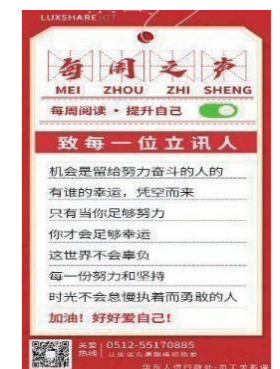 LUXSHARE ICT
每周之声
MEI ZHOU ZHI SHENG
每周阅读·提升自己
致每一位立讯人
机会是留给努力奋斗的人的
有谁的幸运，凭空而来
只有当你足够努力
你才会足够幸运
这世界不会辜负
每一份努力和坚持
时光不会怠慢执着而勇敢的人
加油！好好爱自己！
关爱
热线
0512-55170885